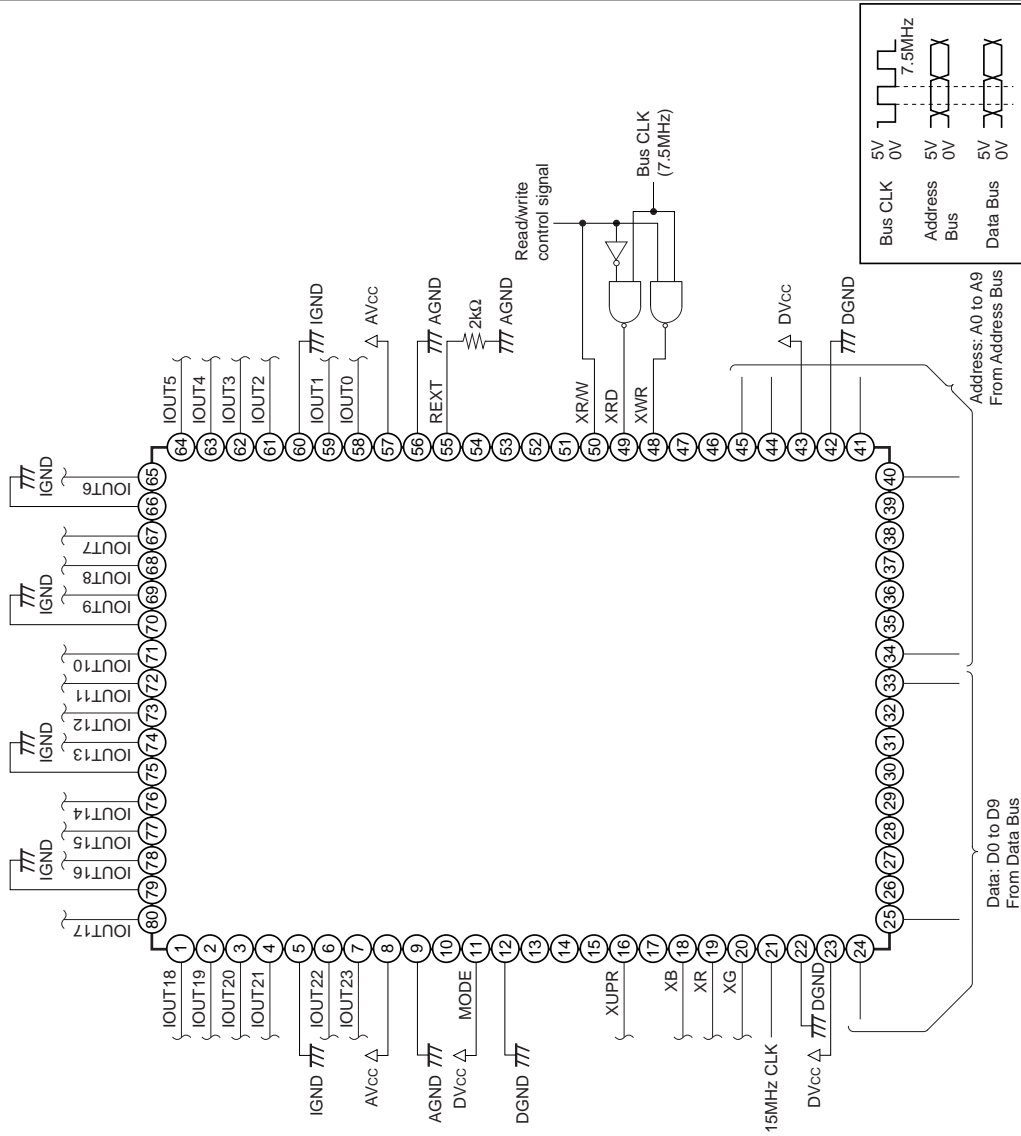 IGND
IGND
IGND
IGND
IOUT17
IOUT16
IOUT15
IOUT14
IOUT13
IOUT12
IOUT11
IOUT10
IOUT9
IOUT8
IOUT7
IOUT6
80
79
78
77
76
75
74
73
72
71
70
69
68
67
66
65
IOUT18
1
IOUT19
2
IOUT20
3
IOUT21
4
5
IGND
IOUT22
6
IOUT23
7
AVcc
8
AGND
9
10
DVcc
MODE
11
DGND
12
13
14
15
XUPR
16
17
XB
18
XR
19
XG
20
15MHz CLK
21
22
DGND
DVcc
23
24
64
IOUT5
63
IOUT4
62
IOUT3
61
IOUT2
60
IGND
59
IOUT1
58
IOUT0
57
AVcc
56
AGND
55
REXT
2kΩ
AGND
54
53
52
51
50
XR/W
49
XRD
48
XWR
Read/write
control signal
Bus CLK
(7.5MHz)
47
46
45
44
43
DVcc
42
DGND
41
25
26
27
28
29
30
31
32
33
34
35
36
37
38
39
40
Data: D0 to D9
From Data Bus
Address: A0 to A9
From Address Bus
Bus CLK
5V
0V
7.5MHz
Address
Bus
5V
0V
Data Bus
5V
0V